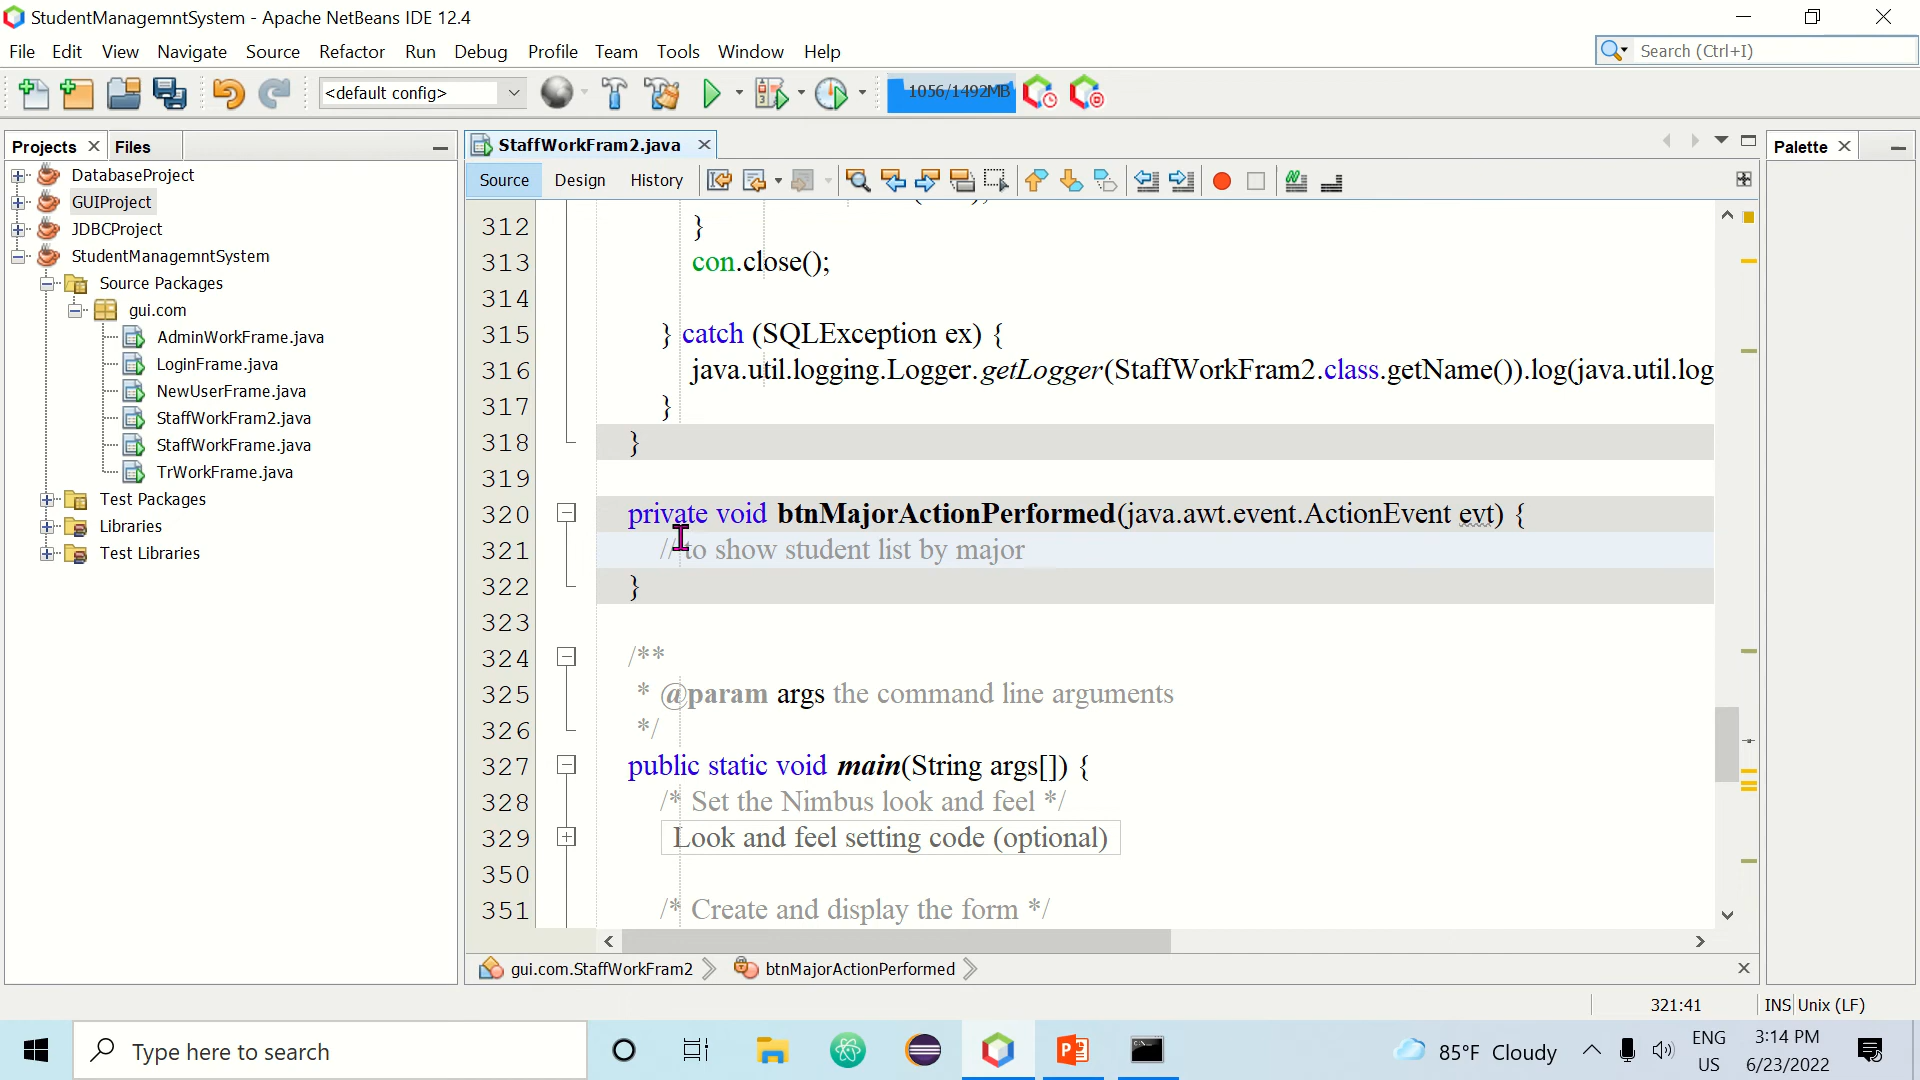 StudentManagemntSystem - Apache NetBeans IDE 12.4
File Edit View Navigate Source Refactor Run Debug Profile Team Tools Window Help
Search (Ctrl+I)
<default config>
1056/1492MB
Projects
Files
StaffWorkFram2.java
Palette
Source Design History
DatabaseProject
GUIProject
JDBCProject
StudentManagemntSystem
Source Packages
gui.com
AdminWorkFrame.java
LoginFrame.java
NewUserFrame.java
StaffWorkFram2.java
StaffWorkFrame.java
TrWorkFrame.java
Test Packages
Libraries
Test Libraries
312 }
313 con.close();
314
315 } catch (SQLException ex) {
316 java.util.logging.Logger.getLogger(StaffWorkFram2.class.getName()).log(java.util.log
317 }
318 }
319
320 private void btnMajorActionPerformed(java.awt.event.ActionEvent evt) {
321 // to show student list by major
322 }
323
324 /**
325 * @param args the command line arguments
326 */
327 public static void main(String args[]) {
328 /* Set the Nimbus look and feel */
329 Look and feel setting code (optional)
350
351 /* Create and display the form */
gui.com.StaffWorkFram2 btnMajorActionPerformed
321:41 INS Unix (LF)
Type here to search
85°F Cloudy
ENG
US
3:14 PM
6/23/2022